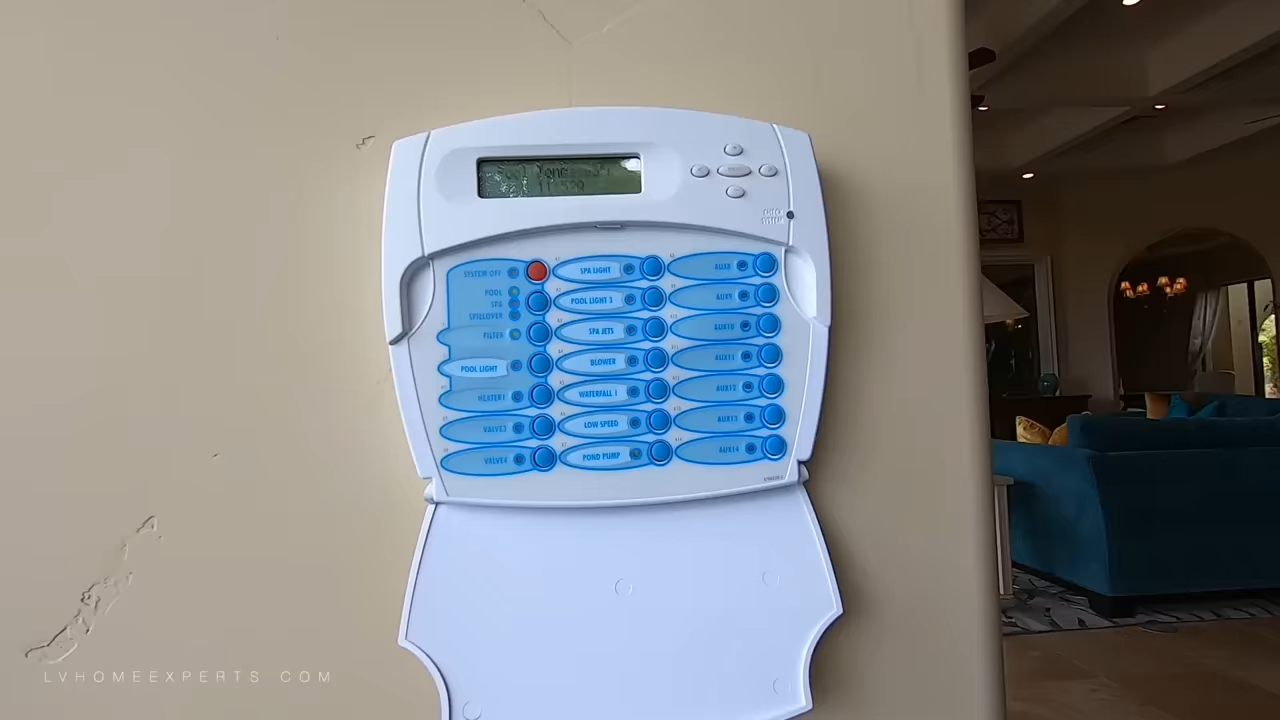 CHECK
SYSTEM
SYSTEM OFF
POOL
SPA
SPILLOVER
FILTER
POOL LIGHT
HEATER1
VALVE3
VALVE4
SPA LIGHT
POOL LIGHT 2
SPA JETS
BLOWER
WATERFALL 1
LOW SPEED
POND PUMP
AUX8
AUX9
AUX10
AUX11
AUX12
AUX13
AUX14
LVHOMEEXPERTS COM